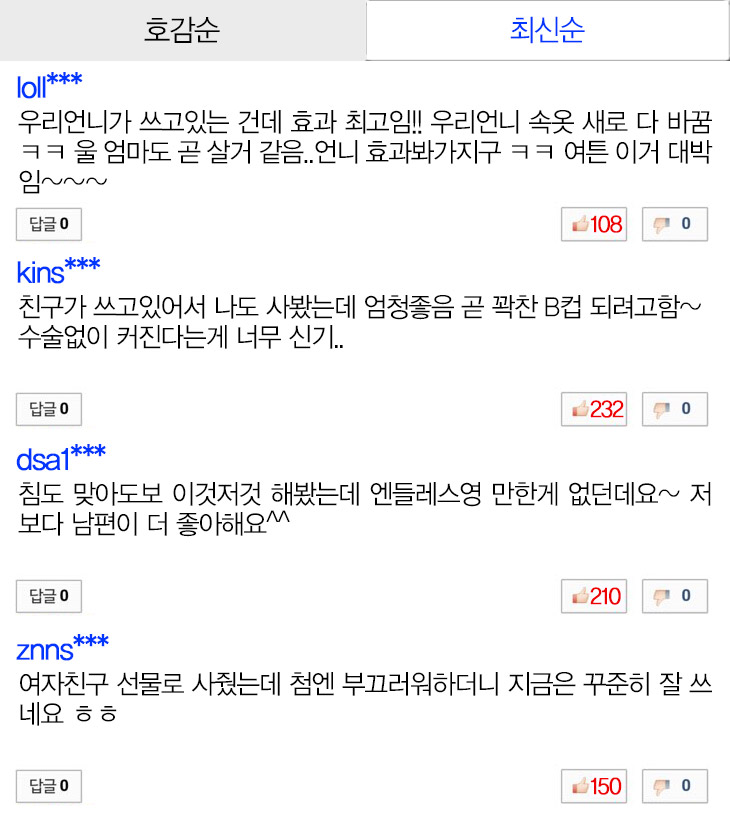 호감순
최신순
loll***
우리언니가 쓰고있는 건데 효과 최고임!! 우리언니 속옷 새로 다 바꿈
ㅋㅋ 울 엄마도 곧 살거 같음..언니 효과봐가지구 ㅋㅋ 여튼 이거 대박
임~~~
답글 0
108
0
kins***
친구가 쓰고있어서 나도 사봤는데 엄청좋음 곧 꽉찬 B컵 되려고함~
수술없이 커진다는게 너무 신기..
답글 0
232
0
dsa1***
침도 맞아도보 이것저것 해봤는데 엔들레스영 만한게 없던데요~ 저
보다 남편이 더 좋아해요^^
답글 0
210
0
znns***
여자친구 선물로 사줬는데 첨엔 부끄러워하더니 지금은 꾸준히 잘 쓰
네요 ㅎㅎ
답글 0
150
0